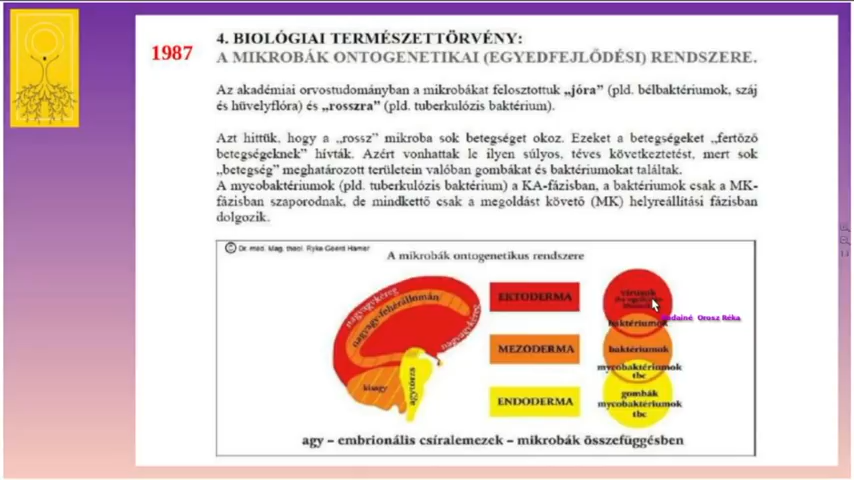 4. BIOLÓGIAI TERMÉSZETTÖRVÉNY:
1987
A MIKROBÁK ONTOGENETIKAI (EGYEDFEJLŐDÉSI) RENDSZERE.
Az akadémiai orvostudományban a mikrobákat felosztottuk „jóra” (pld. bélbaktériumok, száj
és hüvelyflóra) és „rosszra” (pld. tuberkulózis baktérium).
Azt hittük, hogy a „rossz” mikroba sok betegséget okoz. Ezeket a betegségeket „fertőző
betegségeknek” hívták. Azért vonhattak le ilyen súlyos, téves következtetést, mert sok
„betegség” meghatározott területein valóban gombákat és baktériumokat találtak.
A mycobaktériumok (pld. tuberkulózis baktérium) a KA-fázisban, a baktériumok csak a MK-
fázisban szaporodnak, de mindkettő csak a megoldást követő (MK) helyreállítási fázisban
dolgozik.
© Dr. med. Mag. theol. Ryke Geerd Hamer
A mikrobák ontogenetikus rendszere
nagyagykéreg
nagyagy-fehérállomán
nagyagykéreg
kisagy
agytörzs
EKTODERMA
vírusok
Orosz Réka
baktériumok
MEZODERMA
baktériumok
mycobaktériumok
tbc
ENDODERMA
gombák
mycobaktériumok
tbc
agy – embrionális csíralemezek – mikrobák összefüggésben